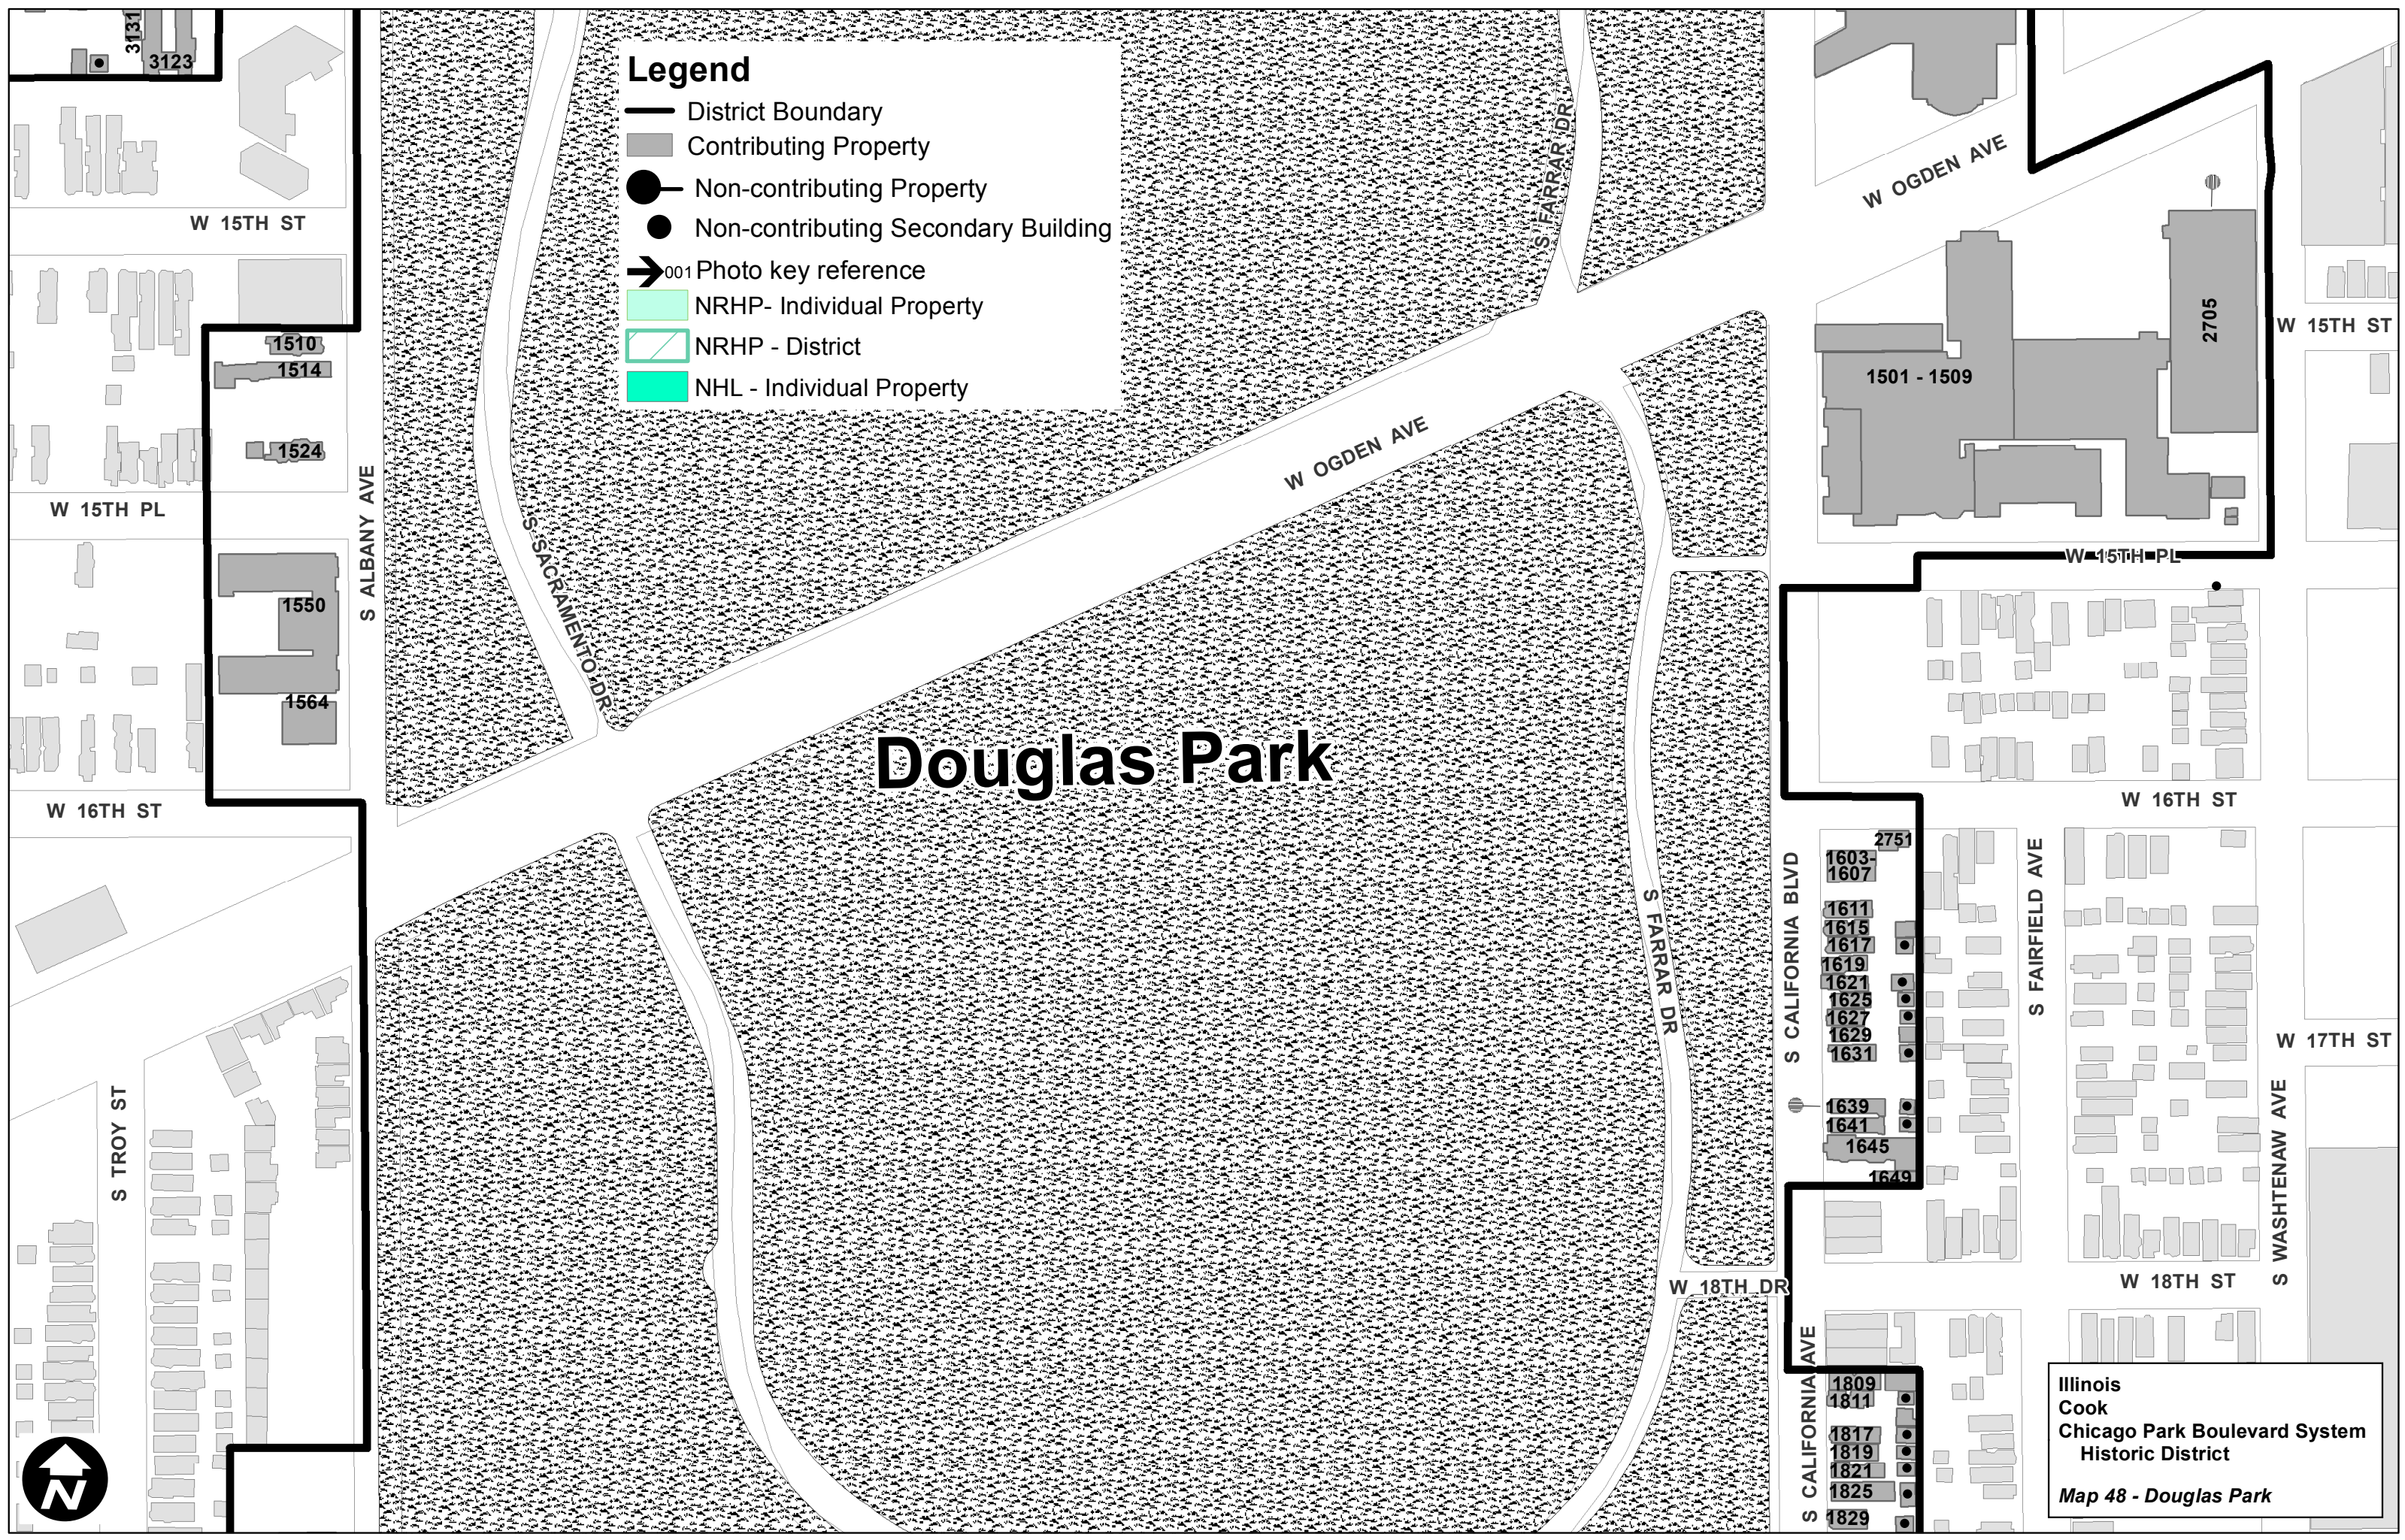 3131
3123
Legend
District Boundary
Contributing Property
Non-contributing Property
Non-contributing Secondary Building
001 Photo key reference
NRHP- Individual Property
NRHP - District
NHL - Individual Property
S FARRAR DR
W OGDEN AVE
W 15TH ST
2705
W 15TH ST
1510
1514
1501 - 1509
1524
W OGDEN AVE
W 15TH PL
S ALBANY AVE
S SACRAMENTO DR
W 15TH PL
1550
1564
Douglas Park
W 16TH ST
W 16TH ST
2751
1603-
1607
1611
1615
1617
1619
1621
1625
1627
1629
1631
1639
1641
1645
1649
S FARRAR DR
S CALIFORNIA BLVD
S FAIRFIELD AVE
W 17TH ST
S TROY ST
S WASHTENAW AVE
W 18TH DR
W 18TH ST
S CALIFORNIA AVE
1809
1811
1817
1819
1821
1825
1829
N
Illinois
Cook
Chicago Park Boulevard System
Historic District
Map 48 - Douglas Park